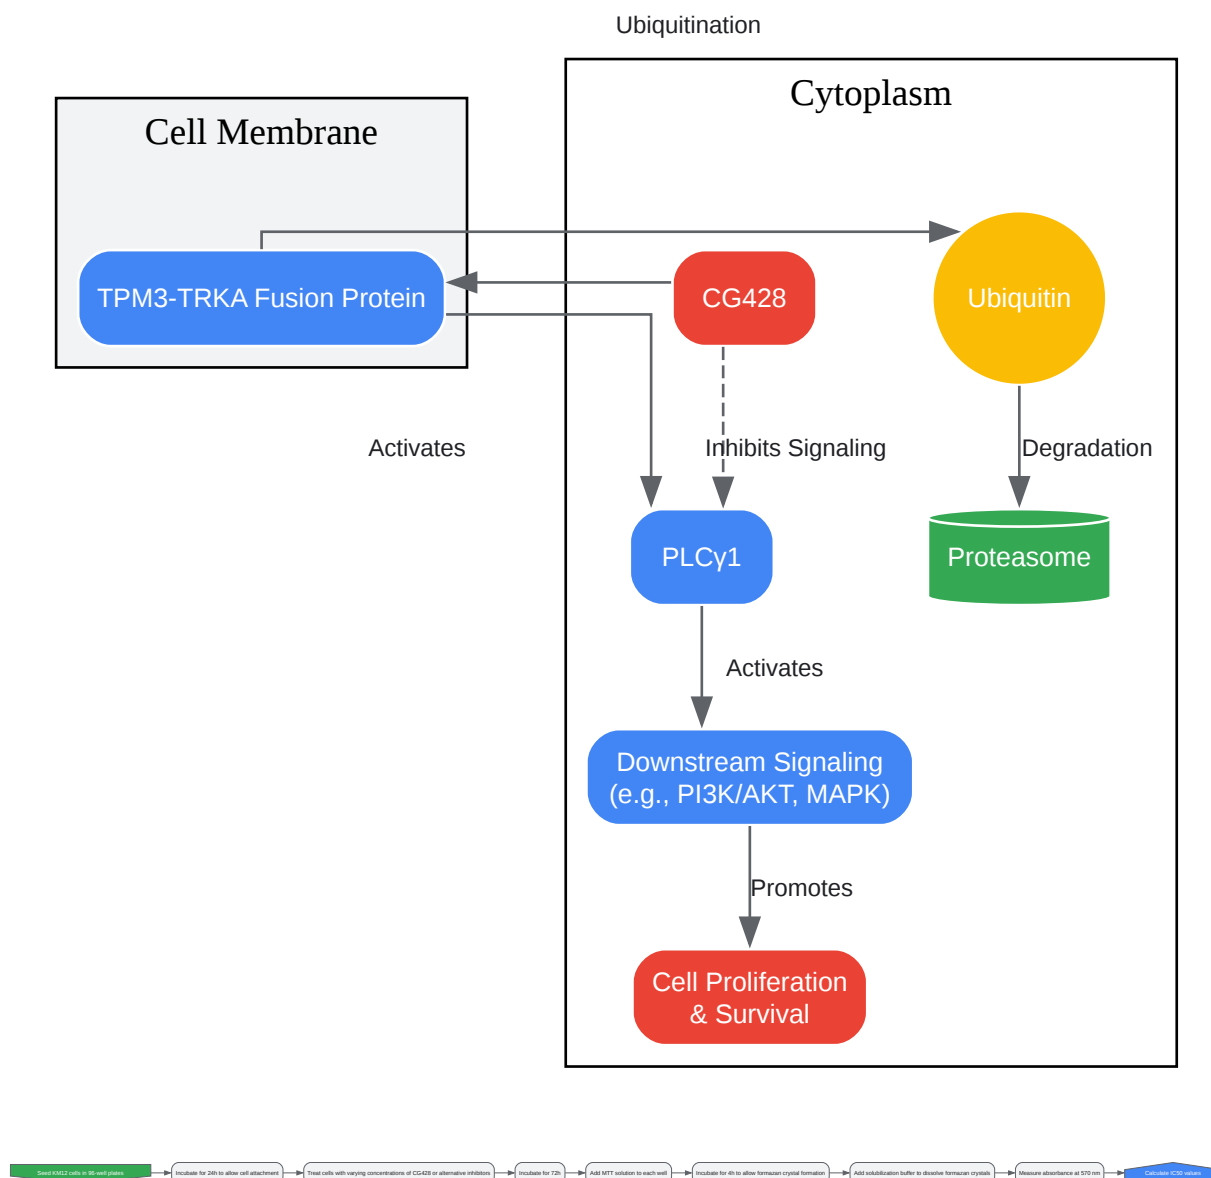 Ubiquitination
Cytoplasm
Cell Membrane
TPM3-TRKA Fusion Protein
CG428
Ubiquitin
Activates
Inhibits Signaling
Degradation
PLCγ1
Proteasome
Activates
Downstream Signaling
(e.g., PI3K/AKT, MAPK)
Promotes
Cell Proliferation
& Survival
Seed KM12 cells in 96-well plates
Incubate for 24h to allow cell attachment
Treat cells with varying concentrations of CG428 or alternative inhibitors
Incubate for 72h
Add MTT solution to each well
Incubate for 4h to allow formazan crystal formation
Add solubilization buffer to dissolve formazan crystals
Measure absorbance at 570 nm
Calculate IC50 values